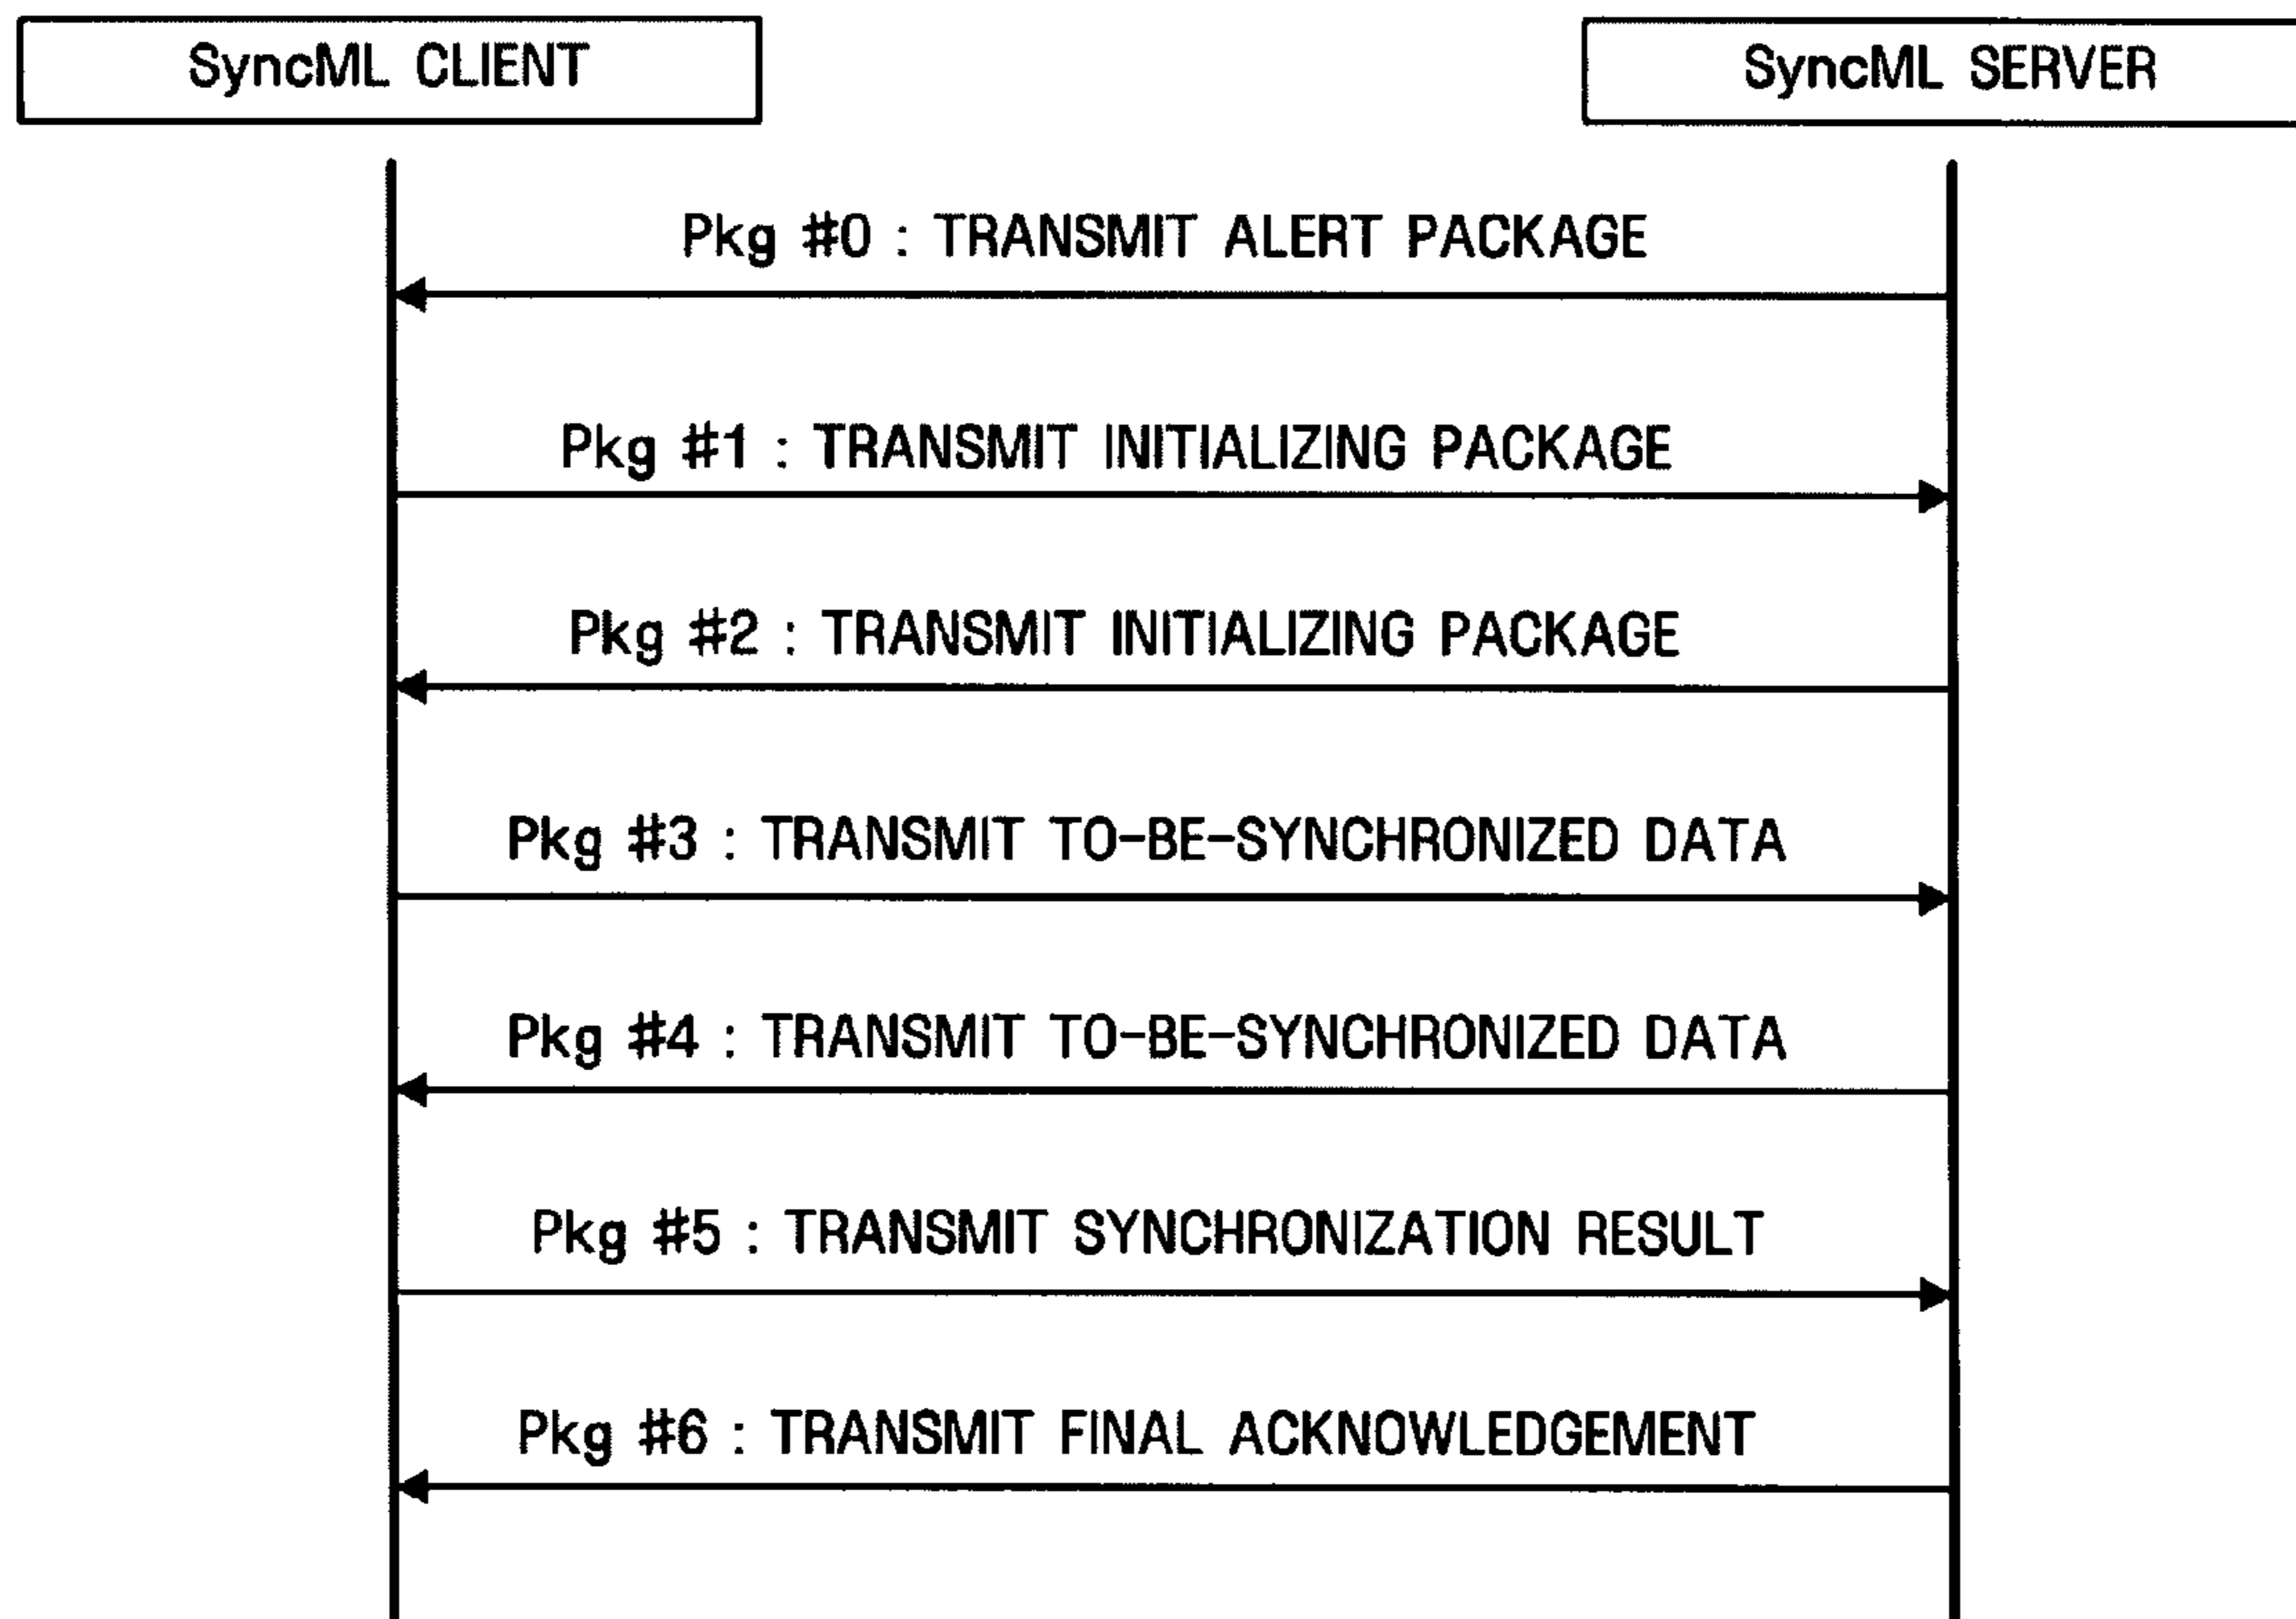 SyncML CLIENT
SyncML SERVER
Pkg #0 : TRANSMIT ALERT PACKAGE
Pkg #1 : TRANSMIT INITIALIZING PACKAGE
Pkg #2 : TRANSMIT INITIALIZING PACKAGE
Pkg #3 : TRANSMIT TO-BE-SYNCHRONIZED DATA
Pkg #4 : TRANSMIT TO-BE-SYNCHRONIZED DATA
Pkg #5 : TRANSMIT SYNCHRONIZATION RESULT
Pkg #6 : TRANSMIT FINAL ACKNOWLEDGEMENT